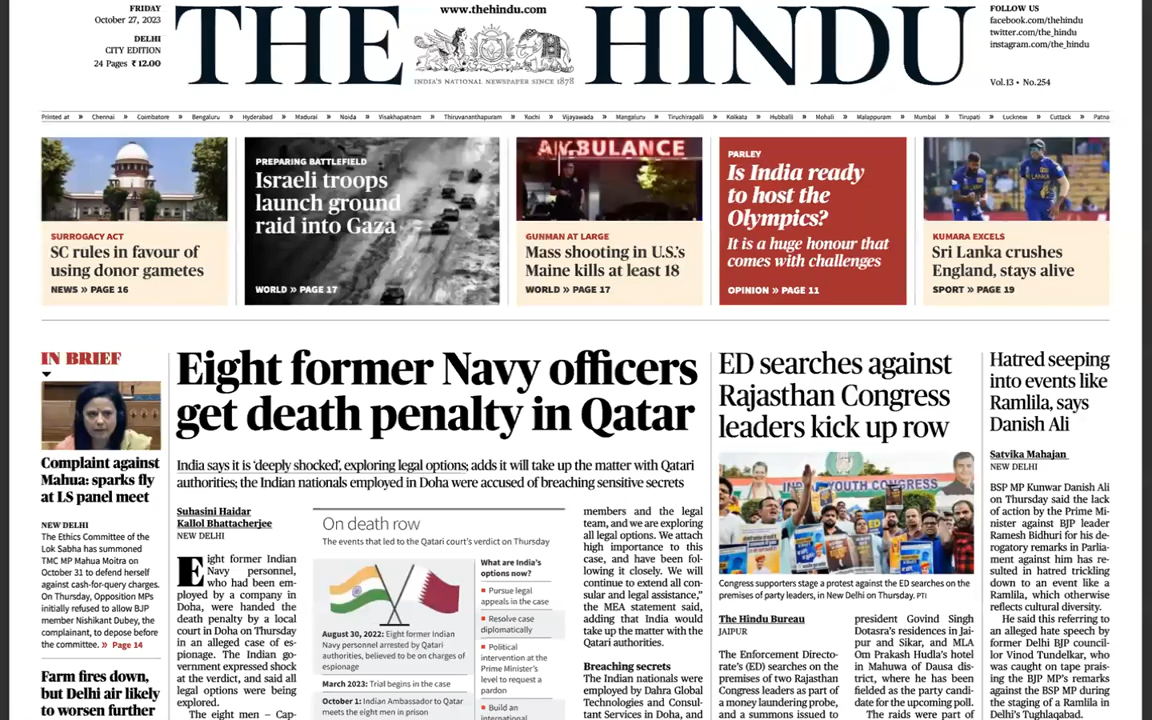 FRIDAY
October 27, 2023
DELHI
CITY EDITION
24 Pages ₹ 12.00
www.thehindu.com
THE HINDU
INDIA'S NATIONAL NEWSPAPER SINCE 1878
FOLLOW US
facebook.com/thehindu
twitter.com/the_hindu
instagram.com/the_hindu
Vol.13 • No.254
Printed at » Chennai » Coimbatore » Bengaluru » Hyderabad » Madurai » Noida » Visakhapatnam » Thiruvananthapuram » Kochi » Vijayawada » Mangaluru » Tiruchirapalli » Kolkata » Hubballi » Mohali » Malappuram » Mumbai » Tirupati » Lucknow » Cuttack » Patna
SURROGACY ACT
SC rules in favour of
using donor gametes
NEWS » PAGE 16
PREPARING BATTLEFIELD
Israeli troops
launch ground
raid into Gaza
WORLD » PAGE 17
AMBULANCE
GUNMAN AT LARGE
Mass shooting in U.S.'s
Maine kills at least 18
WORLD » PAGE 17
PARLEY
Is India ready
to host the
Olympics?
It is a huge honour that
comes with challenges
OPINION » PAGE 11
KUMARA EXCELS
Sri Lanka crushes
England, stays alive
SPORT » PAGE 19
IN BRIEF
Complaint against
Mahua: sparks fly
at LS panel meet
NEW DELHI
The Ethics Committee of the
Lok Sabha has summoned
TMC MP Mahua Moitra on
October 31 to defend herself
against cash-for-query charges.
On Thursday, Opposition MPs
initially refused to allow BJP
member Nishikant Dubey, the
complainant, to depose before
the committee. » Page 14
Farm fires down,
but Delhi air likely
to worsen further
Eight former Navy officers
get death penalty in Qatar
India says it is 'deeply shocked', exploring legal options; adds it will take up the matter with Qatari
authorities; the Indian nationals employed in Doha were accused of breaching sensitive secrets
Suhasini Haidar
Kallol Bhattacherjee
NEW DELHI
Eight former Indian
Navy personnel,
who had been em-
ployed by a company in
Doha, were handed the
death penalty by a local
court in Doha on Thursday
in an alleged case of es-
pionage. The Indian go-
vernment expressed shock
at the verdict, and said all
legal options were being
explored.
The eight men – Cap-
On death row
The events that led to the Qatari court's verdict on Thursday
August 30, 2022: Eight former Indian
Navy personnel arrested by Qatari
authorities, believed to be on charges of
espionage
March 2023: Trial begins in the case
October 1: Indian Ambassador to Qatar
meets the eight men in prison
What are India's
options now?
■ Pursue legal
appeals in the case
■ Resolve case
diplomatically
■ Political
intervention at the
Prime Minister's
level to request a
pardon
■ Build an
international
members and the legal
team, and we are exploring
all legal options. We attach
high importance to this
case, and have been fol-
lowing it closely. We will
continue to extend all con-
sular and legal assistance,"
the MEA statement said,
adding that India would
take up the matter with the
Qatari authorities.
Breaching secrets
The Indian nationals were
employed by Dahra Global
Technologies and Consul-
tant Services in Doha, and
ED searches against
Rajasthan Congress
leaders kick up row
INDIAN YOUTH CONGRESS
Congress supporters stage a protest against the ED searches on the
premises of party leaders, in New Delhi on Thursday. PTI
The Hindu Bureau
JAIPUR
The Enforcement Directo-
rate's (ED) searches on the
premises of two Rajasthan
Congress leaders as part of
a money laundering probe,
and a summons issued to
president Govind Singh
Dotasra's residences in Jai-
pur and Sikar, and MLA
Om Prakash Hudla's hotel
in Mahuwa of Dausa dis-
trict, where he has been
fielded as the party candi-
date for the upcoming poll.
The raids were part of
Hatred seeping
into events like
Ramlila, says
Danish Ali
Satvika Mahajan
NEW DELHI
BSP MP Kunwar Danish Ali
on Thursday said the lack
of action by the Prime Mi-
nister against BJP leader
Ramesh Bidhuri for his de-
rogatory remarks in Parlia-
ment against him has re-
sulted in hatred trickling
down to an event like a
Ramlila, which otherwise
reflects cultural diversity.
He said this referring to
an alleged hate speech by
former Delhi BJP council-
lor Vinod Tundelkar, who
was caught on tape prais-
ing the BJP MP's remarks
against the BSP MP during
the staging of a Ramlila in
Delhi's Tughlaqabad.